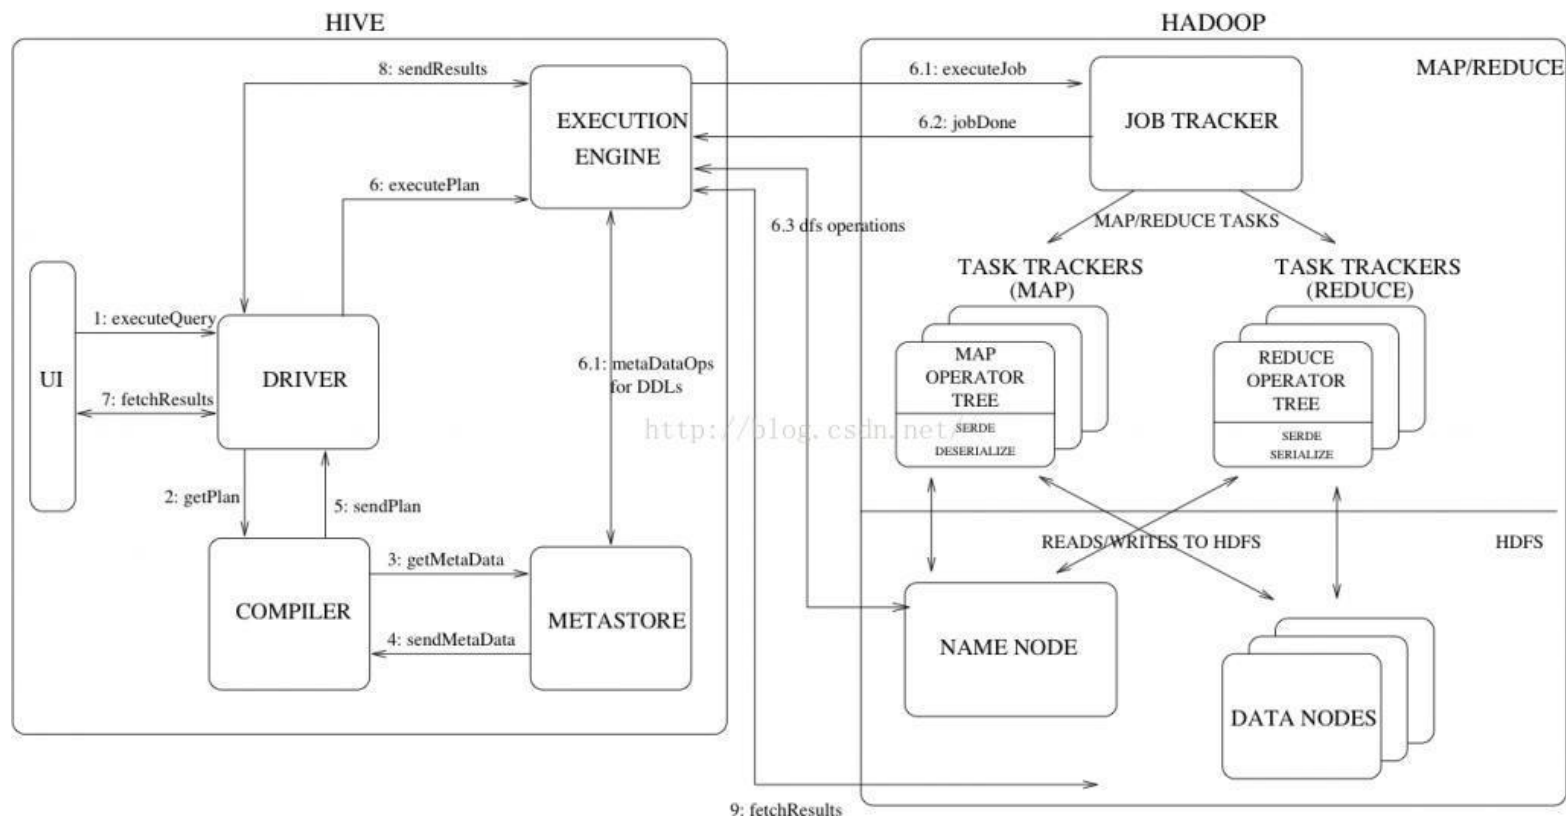 HIVE
HADOOP
8: sendResults
EXECUTION
ENGINE
6.1: executeJob
6.2: jobDone
JOB TRACKER
MAP/REDUCE
6: executePlan
6.3 dfs operations
MAP/REDUCE TASKS
TASK TRACKERS
(MAP)
TASK TRACKERS
(REDUCE)
UI
1: executeQuery
DRIVER
7: fetchResults
6.1: metaDataOps
for DDLs
MAP
OPERATOR
TREE
SERDE
DESERIALIZE
REDUCE
OPERATOR
TREE
SERDE
SERIALIZE
http://blog.csdn.net/
2: getPlan
5: sendPlan
READS/WRITES TO HDFS
HDFS
COMPILER
3: getMetaData
4: sendMetaData
METASTORE
NAME NODE
DATA NODES
9: fetchResults